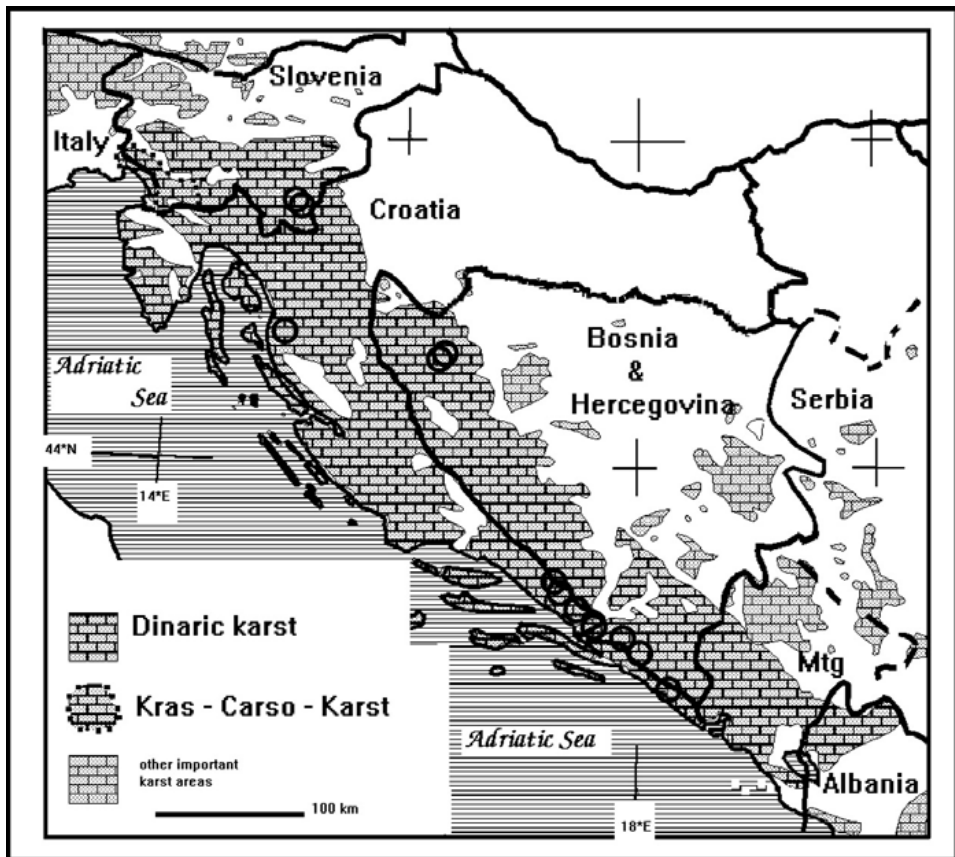 Slovenia
Italy
Croatia
Adriatic
Sea
Bosnia
&
Hercegovina
Serbia
44*N
14*E
Dinaric karst
Mtg
Kras - Carso - Karst
Adriatic Sea
other important
karst areas
Albania
100 km
18*E